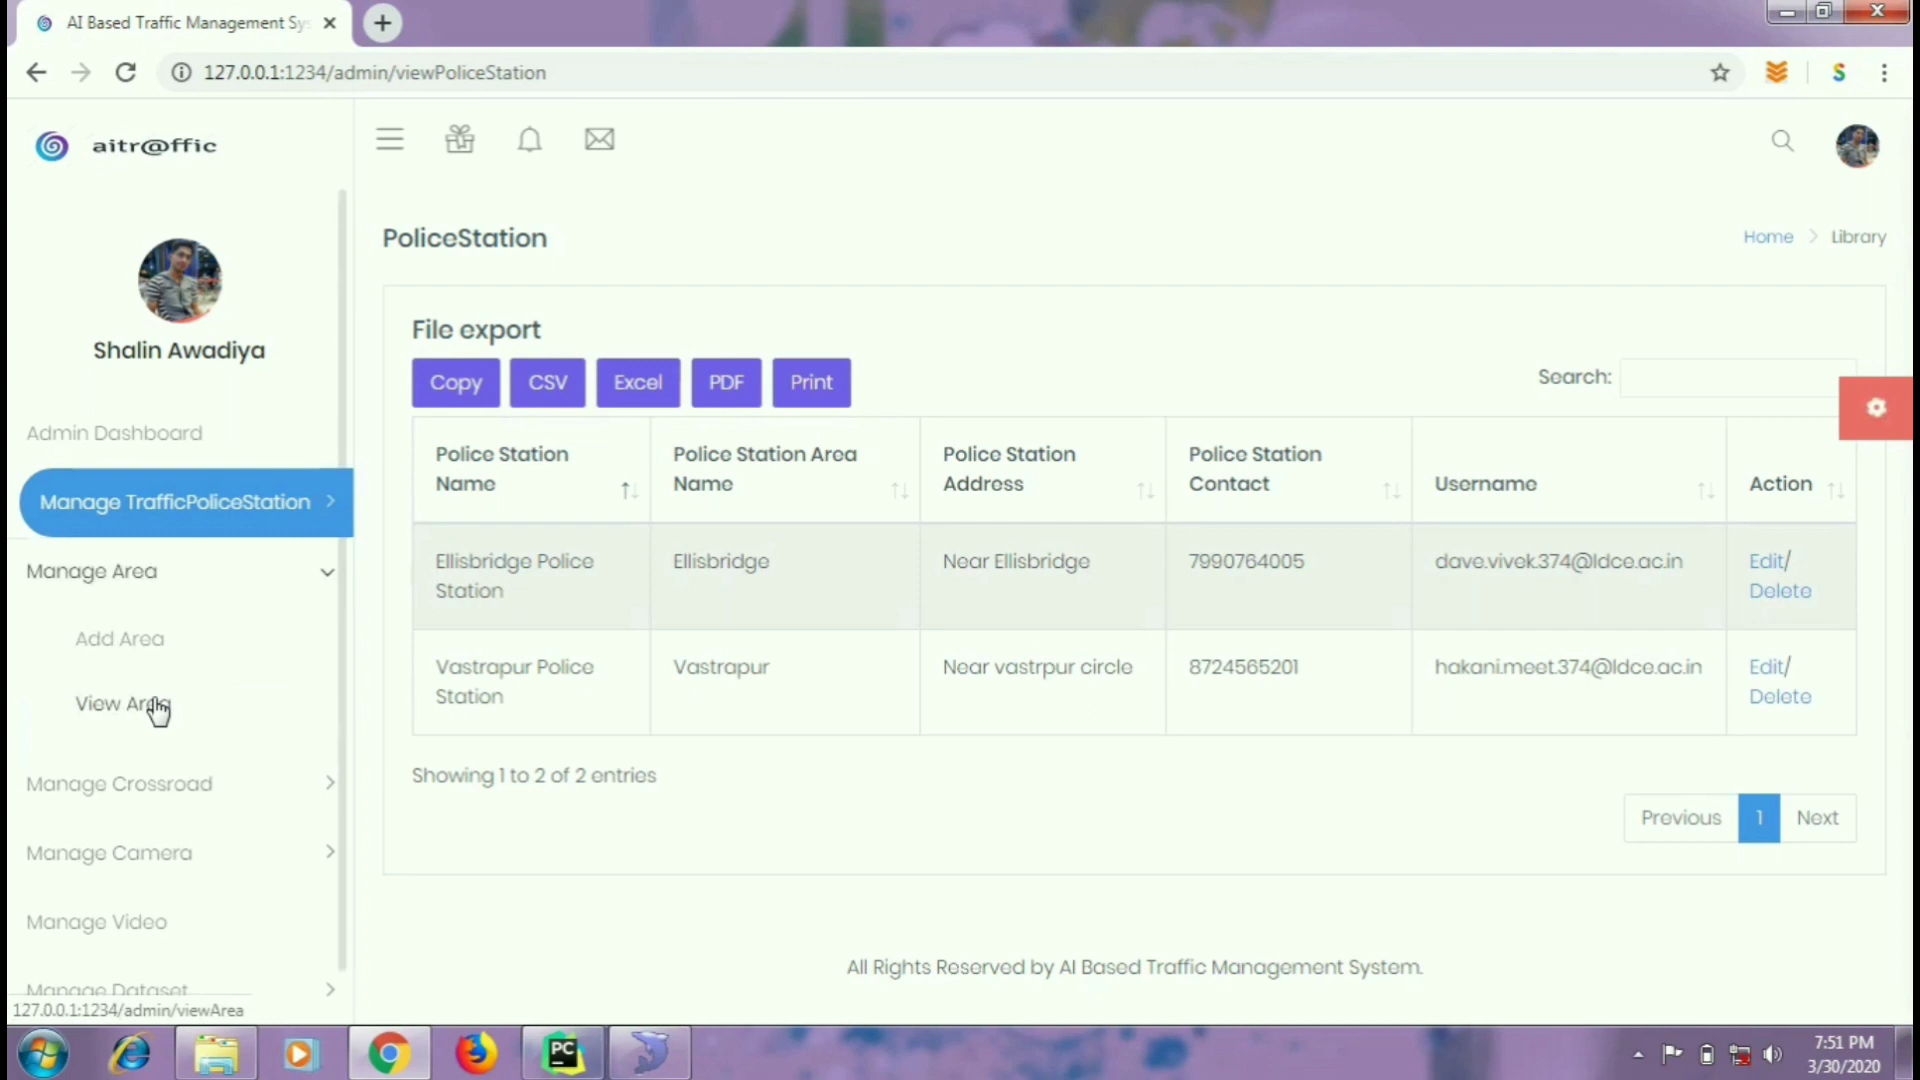 AI Based Traffic Management Sys
127.0.0.1:1234/admin/viewPoliceStation
aitr@ffic
Shalin Awadiya
Admin Dashboard
Manage TrafficPoliceStation
Manage Area
Add Area
View Area
Manage Crossroad
Manage Camera
Manage Video
Manage Dataset
127.0.0.1:1234/admin/viewArea
PoliceStation
Home > Library
File export
Copy CSV Excel PDF Print
Search:
Police Station Name Police Station Area Name Police Station Address Police Station Contact Username Action
Ellisbridge Police Station Ellisbridge Near Ellisbridge 7990764005 dave.vivek.374@ldce.ac.in Edit/ Delete
Vastrapur Police Station Vastrapur Near vastrpur circle 8724565201 hakani.meet.374@ldce.ac.in Edit/ Delete
Showing 1 to 2 of 2 entries
Previous 1 Next
All Rights Reserved by AI Based Traffic Management System.
PC
7:51 PM
3/30/2020